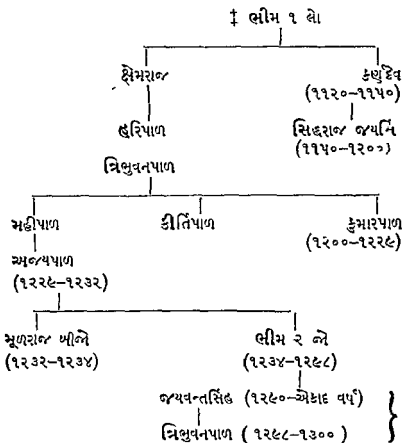 ‡ ભીમ ૧ લો
ક્ષેમરાજ કર્ણદેવ
(૧૧૨૦-૧૧૫૦)
હરિપાળ સિદ્ધરાજ જયસિં
(૧૧૫૦-૧૨૦૦)
ત્રિભુવનપાળ
મહીપાળ કીર્તિપાળ કુમારપાળ
(૧૨૦૦-૧૨૨૯)
અજયપાળ
(૧૨૨૯-૧૨૩૨)
મૂળરાજ બીજો ભીમ ૨ જો
(૧૨૩૨-૧૨૩૪) (૧૨૩૪-૧૨૯૮)
જયવન્તસિંહ (૧૨૯૦-એકાદ વર્ષ)
ત્રિભુવનપાળ (૧૨૯૮-૧૩૦૦)